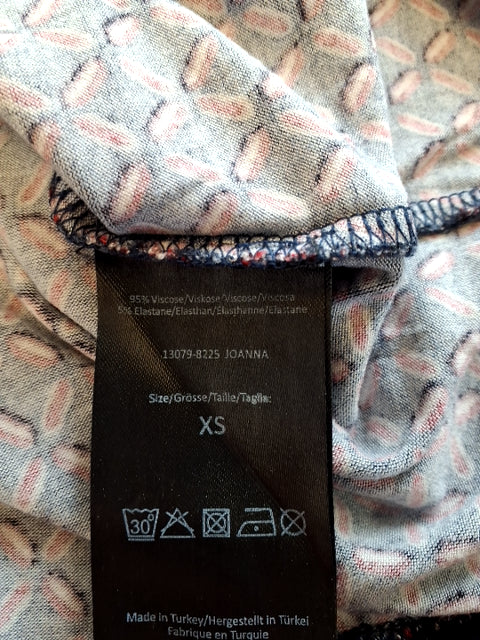 95% Viscose/Viskose/Viscose/Viscosa
5% Elastane/Elasthan/Elasthanne/Elastane
13079-8225 JOANNA
Size/Grösse/Taille/Taglia:
XS
30°
Made in Turkey/Hergestellt in Türkei
Fabrique en Turquie